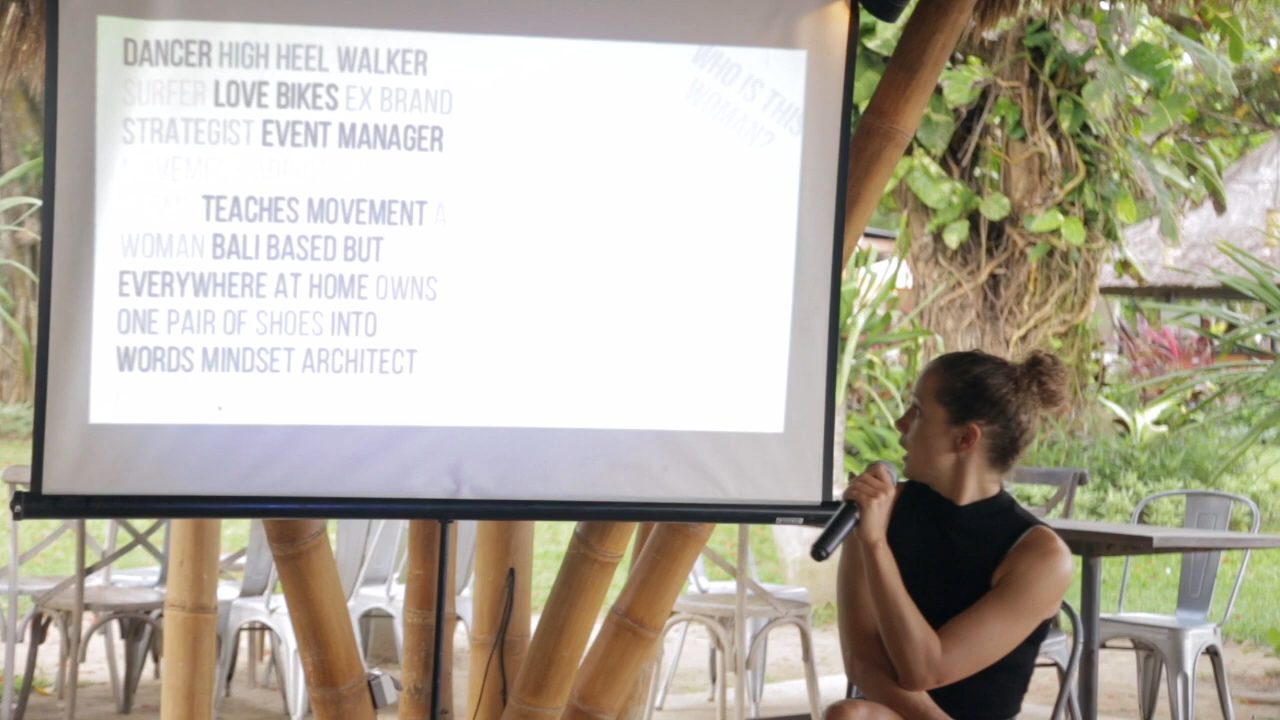 DANCER HIGH HEEL WALKER
SURFER LOVE BIKES EX BRAND
STRATEGIST EVENT MANAGER
TEACHES MOVEMENT A
WOMAN BALI BASED BUT
EVERYWHERE AT HOME OWNS
ONE PAIR OF SHOES INTO
WORDS MINDSET ARCHITECT
WHO IS THIS
WOMAN?